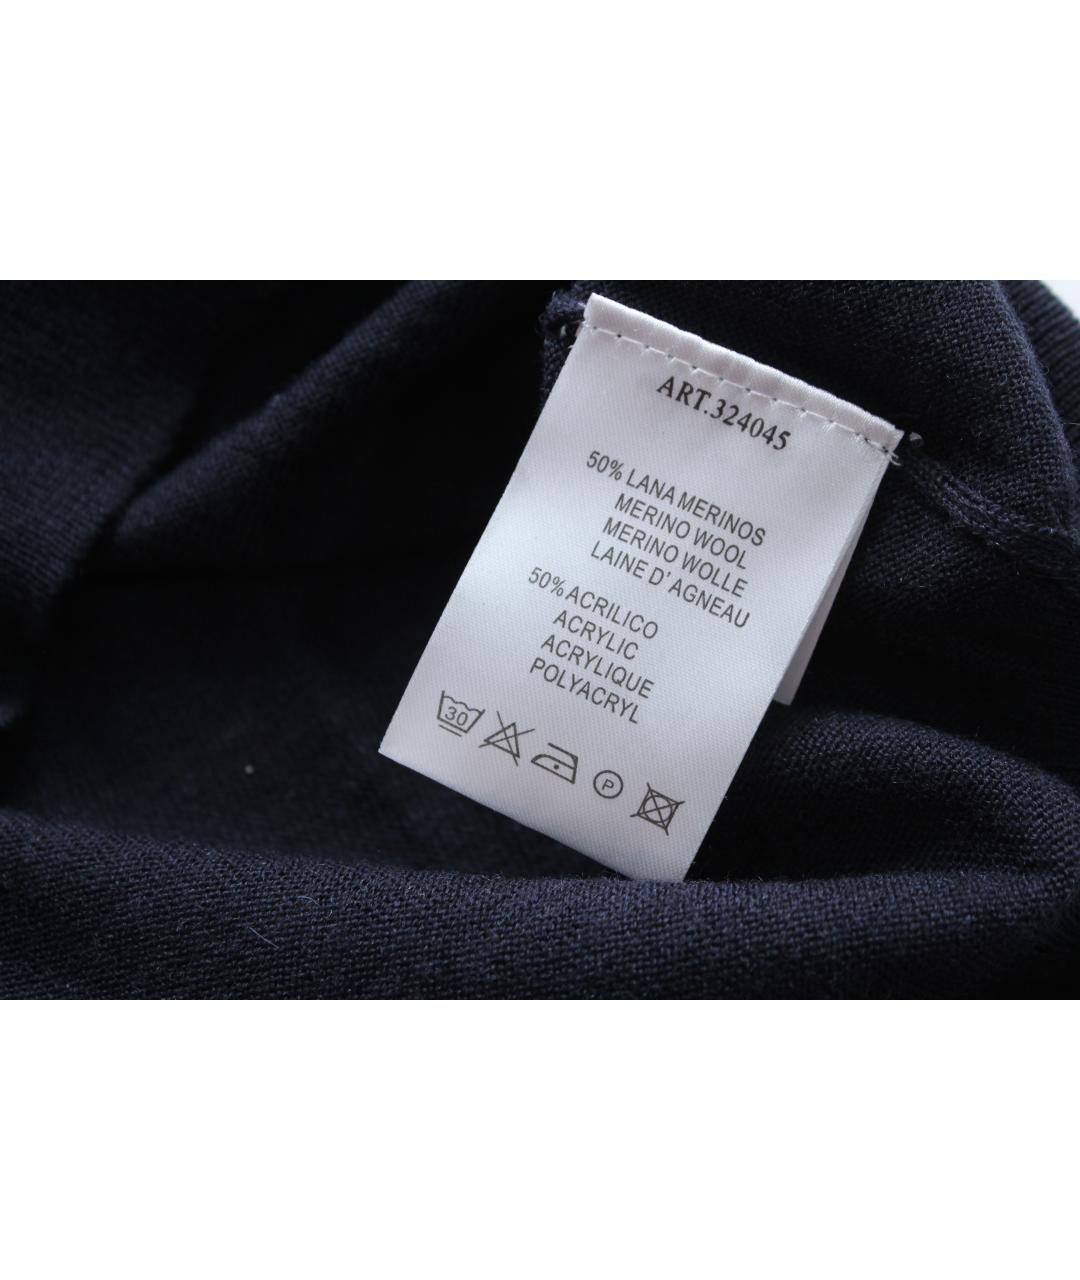 ART.324045
50% LANA MERINOS
MERINO WOOL
MERINO WOLLE
LAINE D' AGNEAU
50% ACRILICO
ACRYLIC
ACRYLIQUE
POLYACRYL
30 P